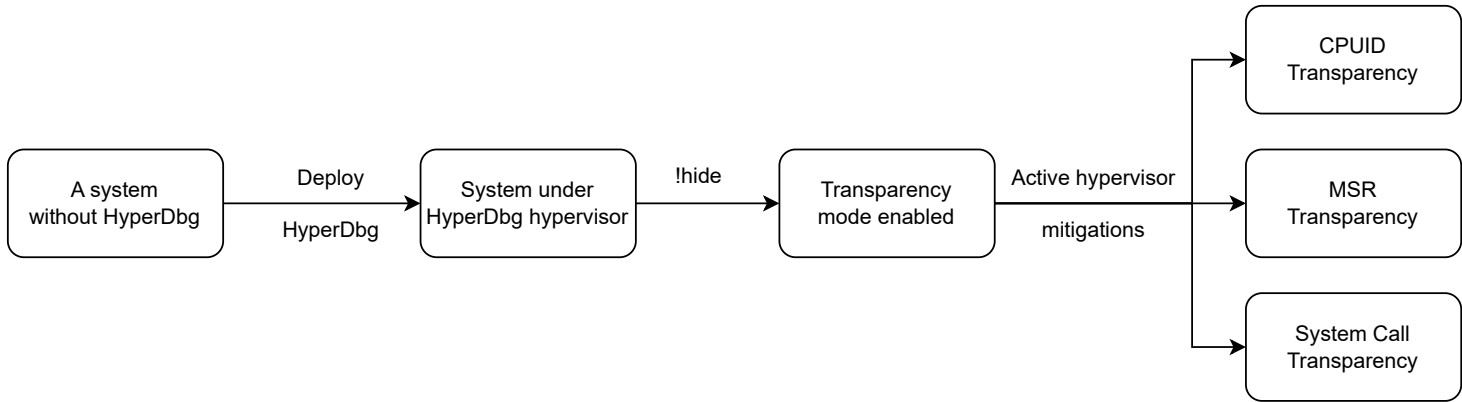 A system
without HyperDbg
Deploy
HyperDbg
System under
HyperDbg hypervisor
!hide
Transparency
mode enabled
Active hypervisor
mitigations
CPUID
Transparency
MSR
Transparency
System Call
Transparency